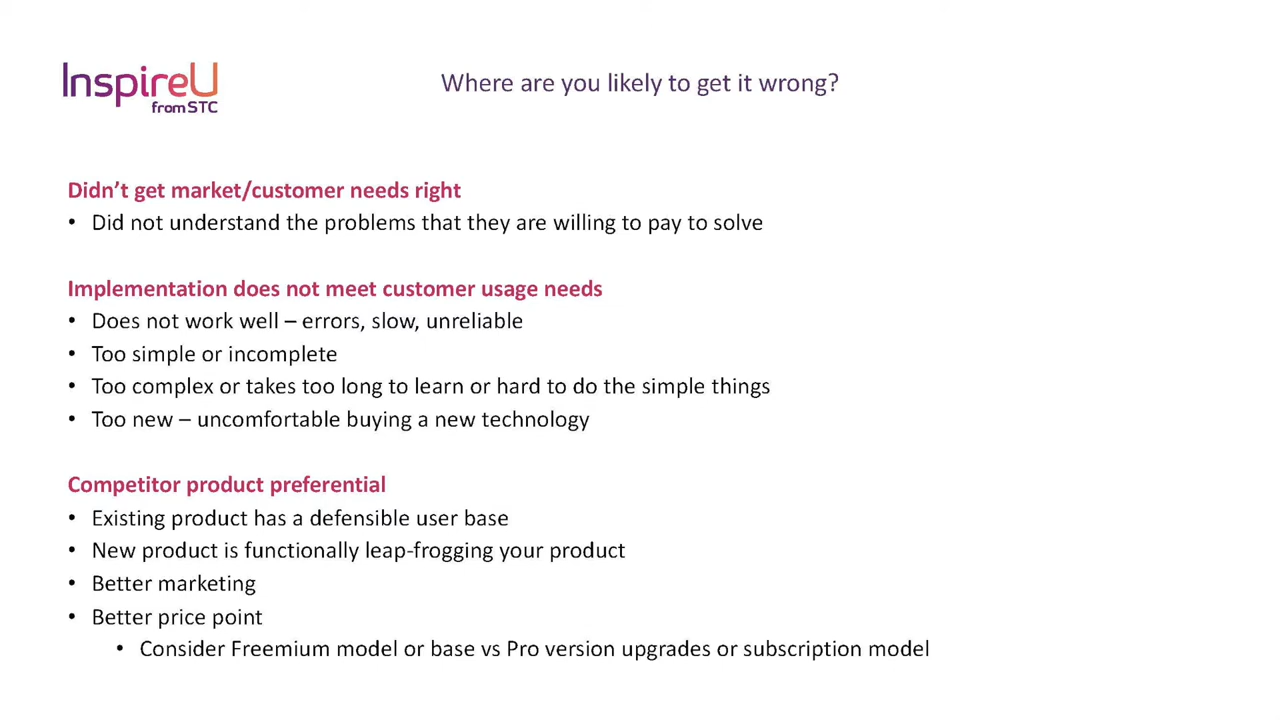 InspireU
from STC
Where are you likely to get it wrong?
Didn't get market/customer needs right
• Did not understand the problems that they are willing to pay to solve
Implementation does not meet customer usage needs
• Does not work well – errors, slow, unreliable
• Too simple or incomplete
• Too complex or takes too long to learn or hard to do the simple things
• Too new – uncomfortable buying a new technology
Competitor product preferential
• Existing product has a defensible user base
• New product is functionally leap-frogging your product
• Better marketing
• Better price point
• Consider Freemium model or base vs Pro version upgrades or subscription model